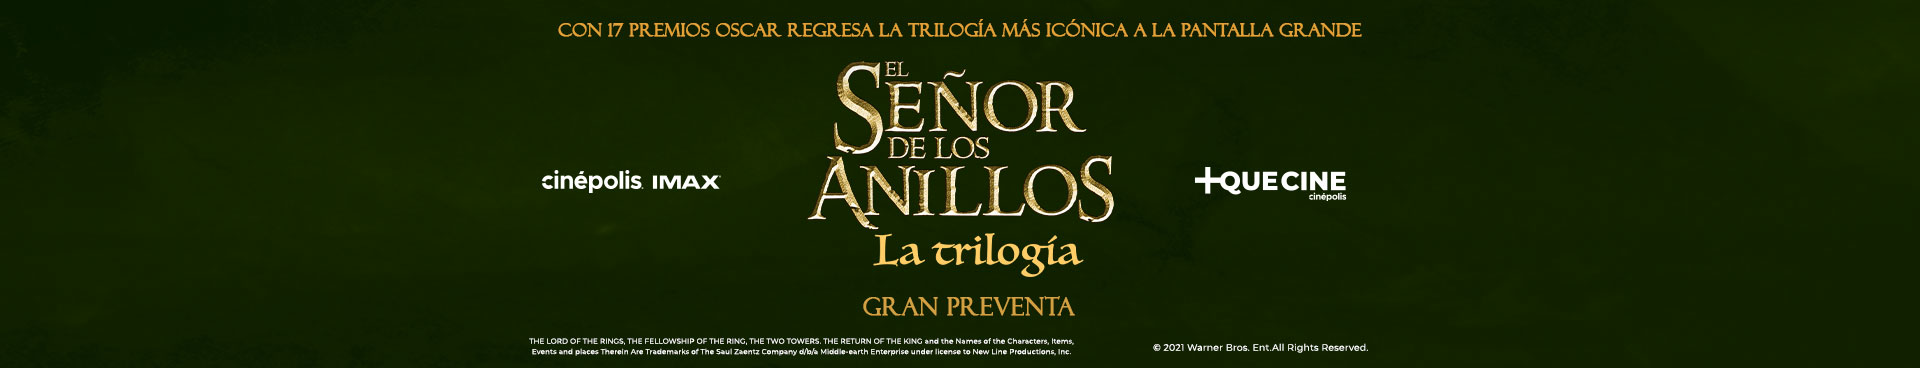 CON 17 PREMIOS OSCAR REGRESA LA TRILOGÍA MÁS ICÓNICA A LA PANTALLA GRANDE
EL
SEÑOR
DE LOS
ANILLOS
La trilogía
cinépolis IMAX
+QUE CINE
cinépolis
GRAN PREVENTA
THE LORD OF THE RINGS, THE FELLOWSHIP OF THE RING, THE TWO TOWERS. THE RETURN OF THE KING and the Names of the Characters, Items,
Events and places Therein Are Trademarks of The Saul Zaentz Company d/b/a Middle-earth Enterprise under license to New Line Productions, Inc.
© 2021 Warner Bros. Ent.All Rights Reserved.